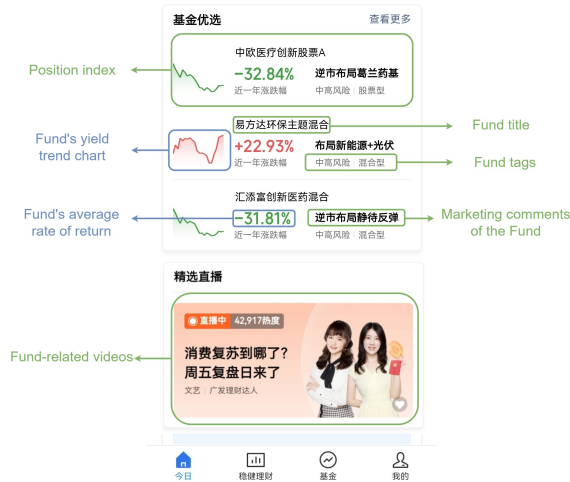 基金优选
查看更多
Position index
中欧医疗创新股票A
-32.84%
逆市布局葛兰药基
近一年涨跌幅
中高风险 | 股票型
Fund's yield
trend chart
易方达环保主题混合
Fund title
+22.93%
布局新能源+光伏
近一年涨跌幅
中高风险 | 混合型
Fund tags
Fund's average
rate of return
汇添富创新医药混合
-31.81%
逆市布局静待反弹
近一年涨跌幅
中高风险 | 混合型
Marketing comments
of the Fund
精选直播
直播中 42,917热度
Fund-related videos
消费复苏到哪了?
周五复盘日来了
文艺 | 广发理财达人
今日
稳健理财
基金
我的